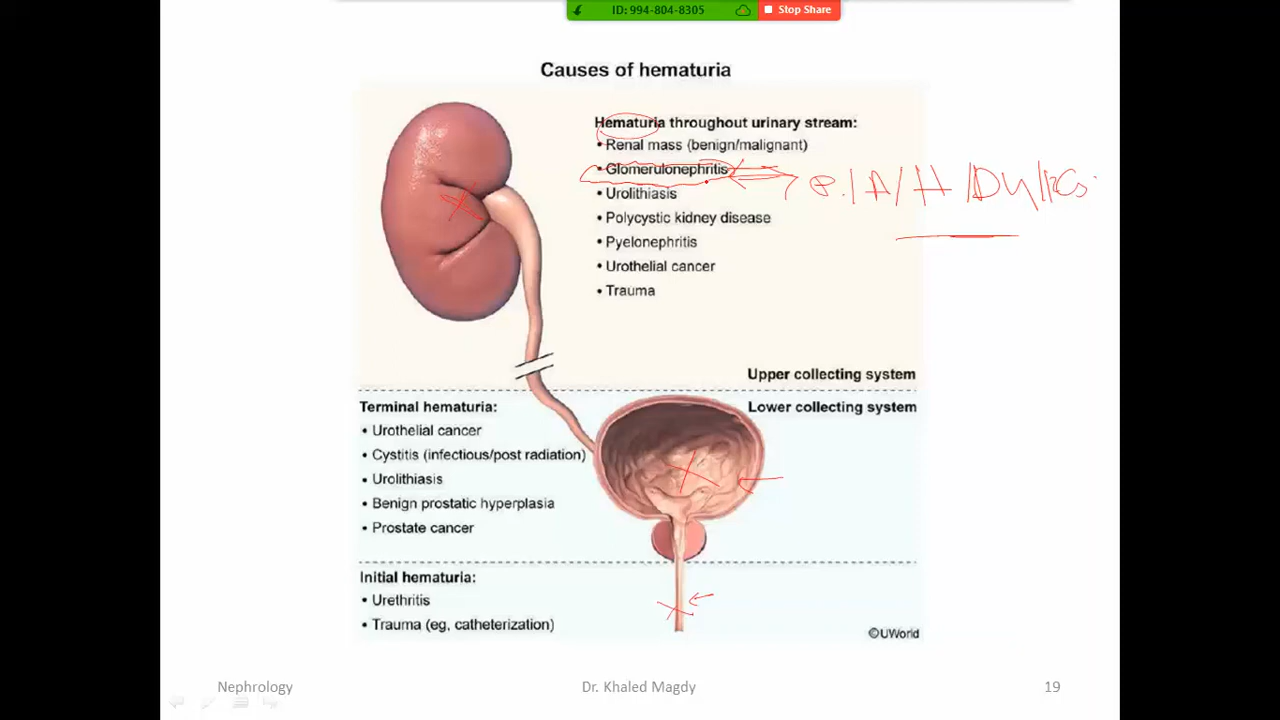 ID: 994-804-8305
Stop Share
Causes of hematuria
Hematuria throughout urinary stream:
• Renal mass (benign/malignant)
• Glomerulonephritis
• Urolithiasis
• Polycystic kidney disease
• Pyelonephritis
• Urothelial cancer
• Trauma
Upper collecting system
Lower collecting system
Terminal hematuria:
• Urothelial cancer
• Cystitis (infectious/post radiation)
• Urolithiasis
• Benign prostatic hyperplasia
• Prostate cancer
Initial hematuria:
• Urethritis
• Trauma (eg, catheterization)
©UWorld
Nephrology
Dr. Khaled Magdy
19